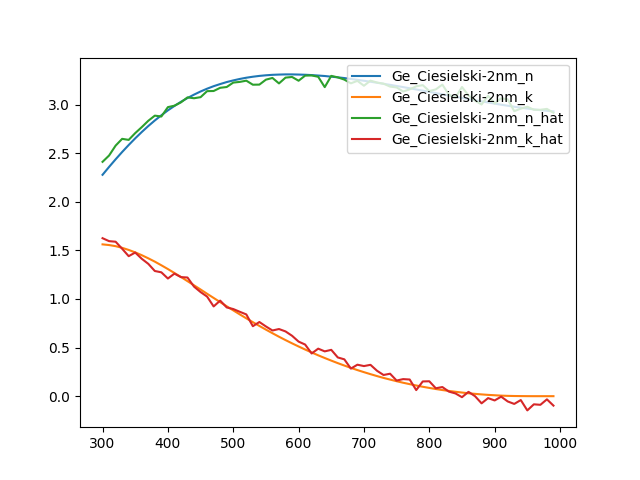 Ge_Ciesielski-2nm_n
Ge_Ciesielski-2nm_k
Ge_Ciesielski-2nm_n_hat
Ge_Ciesielski-2nm_k_hat
3.0
2.5
2.0
1.5
1.0
0.5
0.0
300 400 500 600 700 800 900 1000